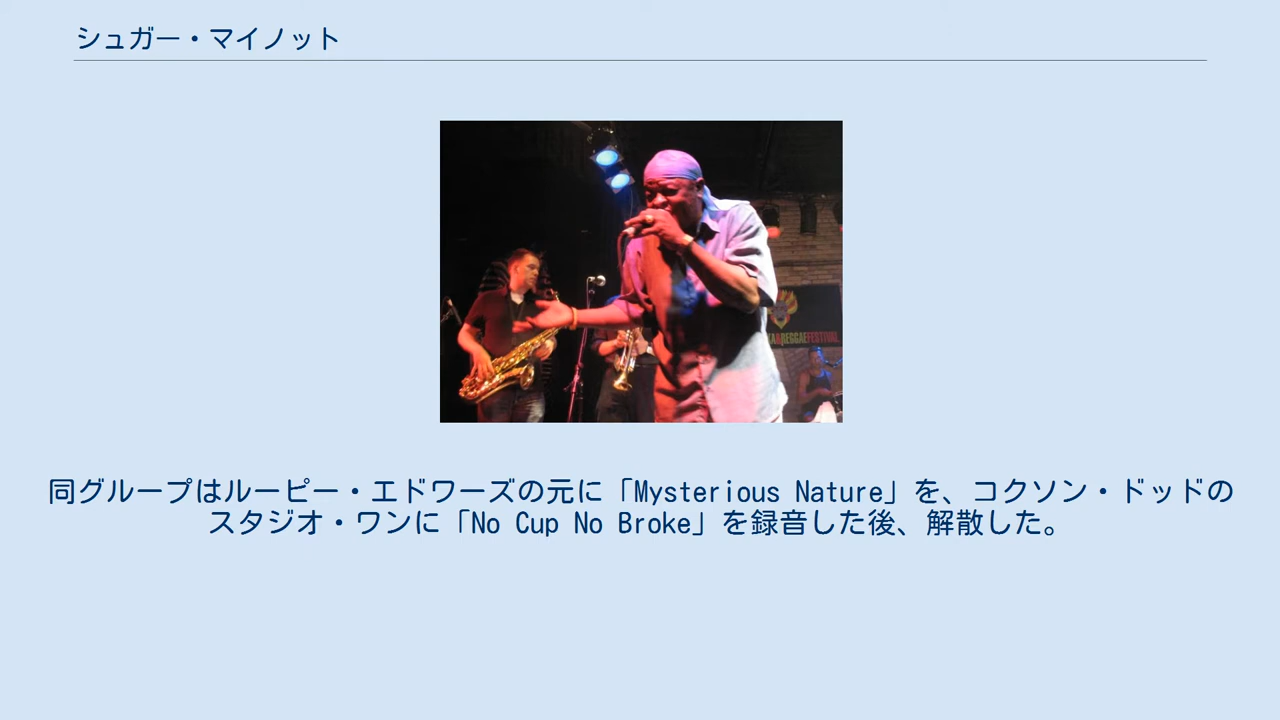 シュガー・マイノット
REGGAEFESTIVAL
同グループはルーピー・エドワーズの元に「Mysterious Nature」を、コクソン・ドッドの
スタジオ・ワンに「No Cup No Broke」を録音した後、解散した。